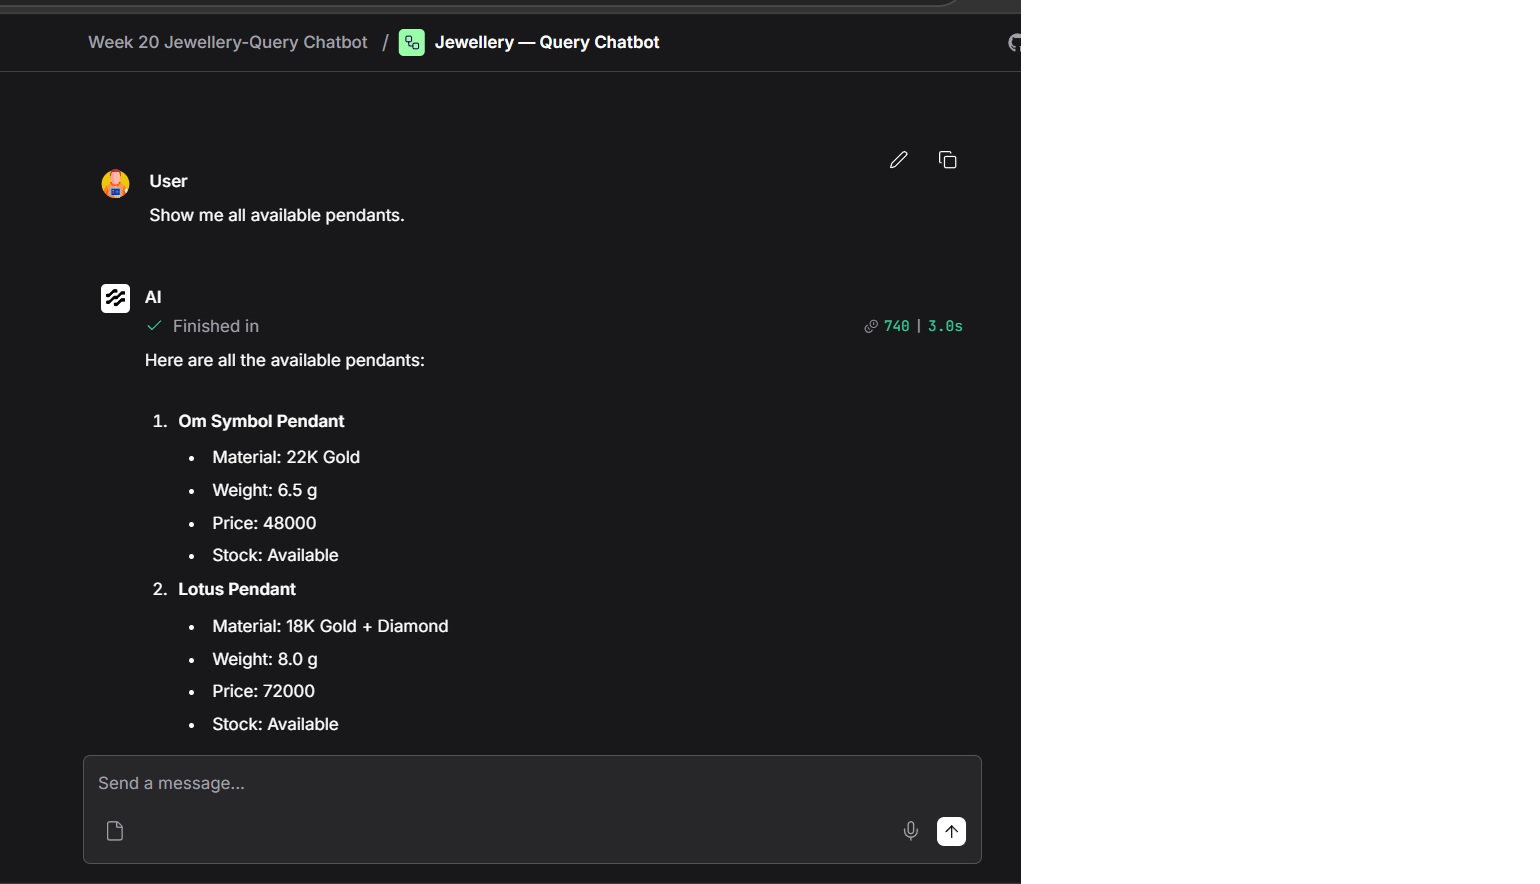 Week 20 Jewellery-Query Chatbot / Jewellery — Query Chatbot
User
Show me all available pendants.
AI
Finished in 740 | 3.0s
Here are all the available pendants:
1. Om Symbol Pendant
• Material: 22K Gold
• Weight: 6.5 g
• Price: 48000
• Stock: Available
2. Lotus Pendant
• Material: 18K Gold + Diamond
• Weight: 8.0 g
• Price: 72000
• Stock: Available
Send a message...